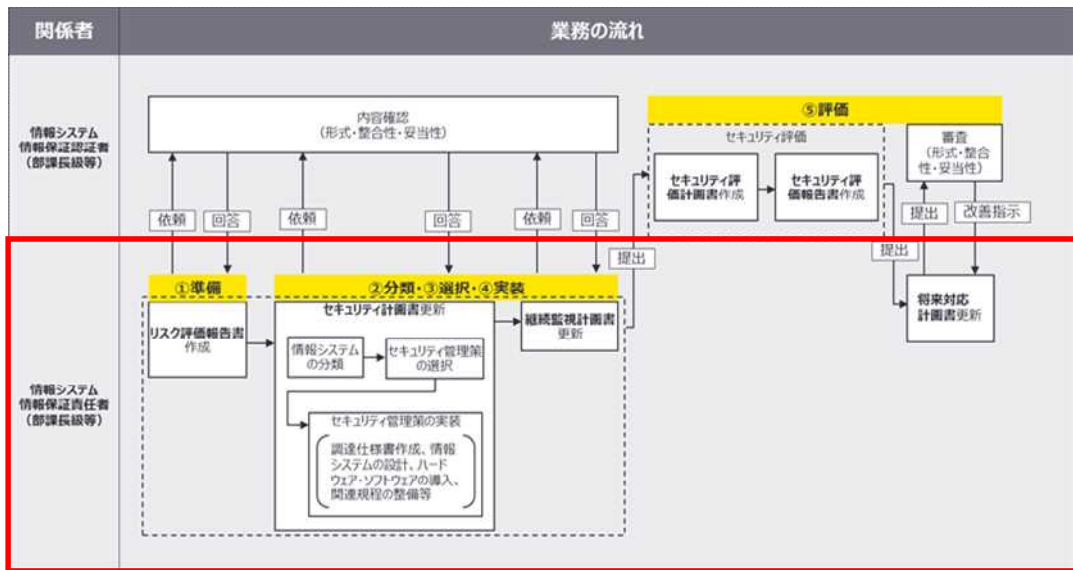 関係者
業務の流れ
情報システム
情報保証認証者
（部課長級等）
内容確認
（形式・整合性・妥当性）
⑤評価
セキュリティ評価
セキュリティ評
価計画書作成
セキュリティ評
価報告書作成
審査
（形式・整合
性・妥当性）
依頼
回答
依頼
回答
依頼
回答
提出
提出
提出
改善指示
情報システム
情報保証責任者
（部課長級等）
①準備
リスク評価報告書
作成
②分類・③選択・④実装
セキュリティ計画書更新
情報システム
の分類
セキュリティ管理策
の選択
セキュリティ管理策の実装
調達仕様書作成、情報
システムの設計、ハード
ウェア・ソフトウェアの導入、
関連規程の整備等
継続監視計画書
更新
将来対応
計画書更新